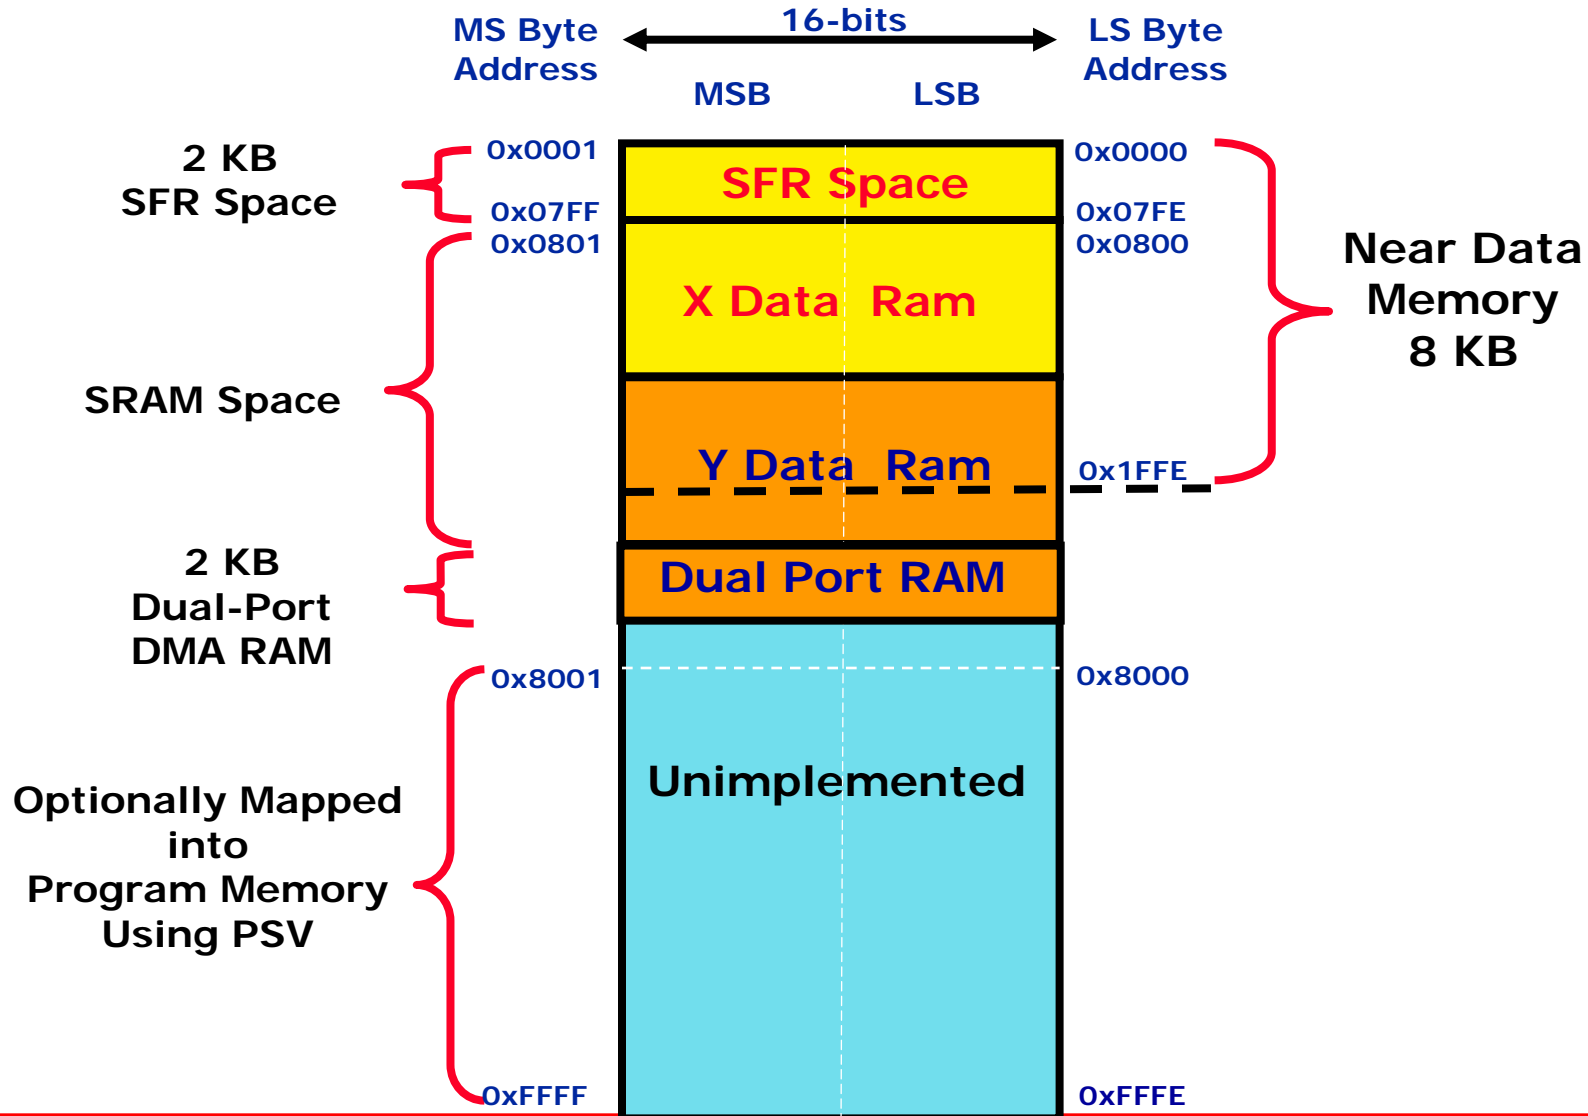 MS Byte
Address
16-bits
LS Byte
Address
MSB
LSB
2 KB
SFR Space
0x0001
SFR Space
0x0000
0x07FF
0x07FE
0x0801
0x0800
Near Data
Memory
8 KB
X Data Ram
SRAM Space
Y Data Ram
0x1FFE
2 KB
Dual-Port
DMA RAM
Dual Port RAM
0x8001
0x8000
Unimplemented
Optionally Mapped
into
Program Memory
Using PSV
0xFFFF
0xFFFE